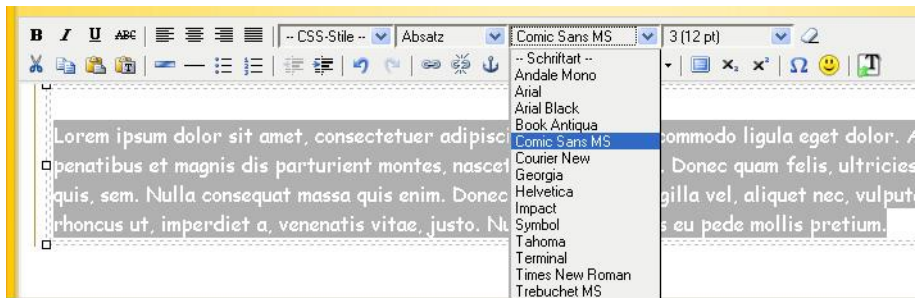 B I U ABC -- CSS-Stile -- Absatz Comic Sans MS 3 (12 pt)
X₂ X² Ω T
-- Schriftart --
Andale Mono
Arial
Arial Black
Book Antiqua
Comic Sans MS
Courier New
Georgia
Helvetica
Impact
Symbol
Tahoma
Terminal
Times New Roman
Trebuchet MS
Lorem ipsum dolor sit amet, consectetuer adipisci ommodo ligula eget dolor. A
penatibus et magnis dis parturient montes, nascet . Donec quam felis, ultricies
quis, sem. Nulla consequat massa quis enim. Donec gilla vel, aliquet nec, vulput
rhoncus ut, imperdiet a, venenatis vitae, justo. Nu s eu pede mollis pretium.